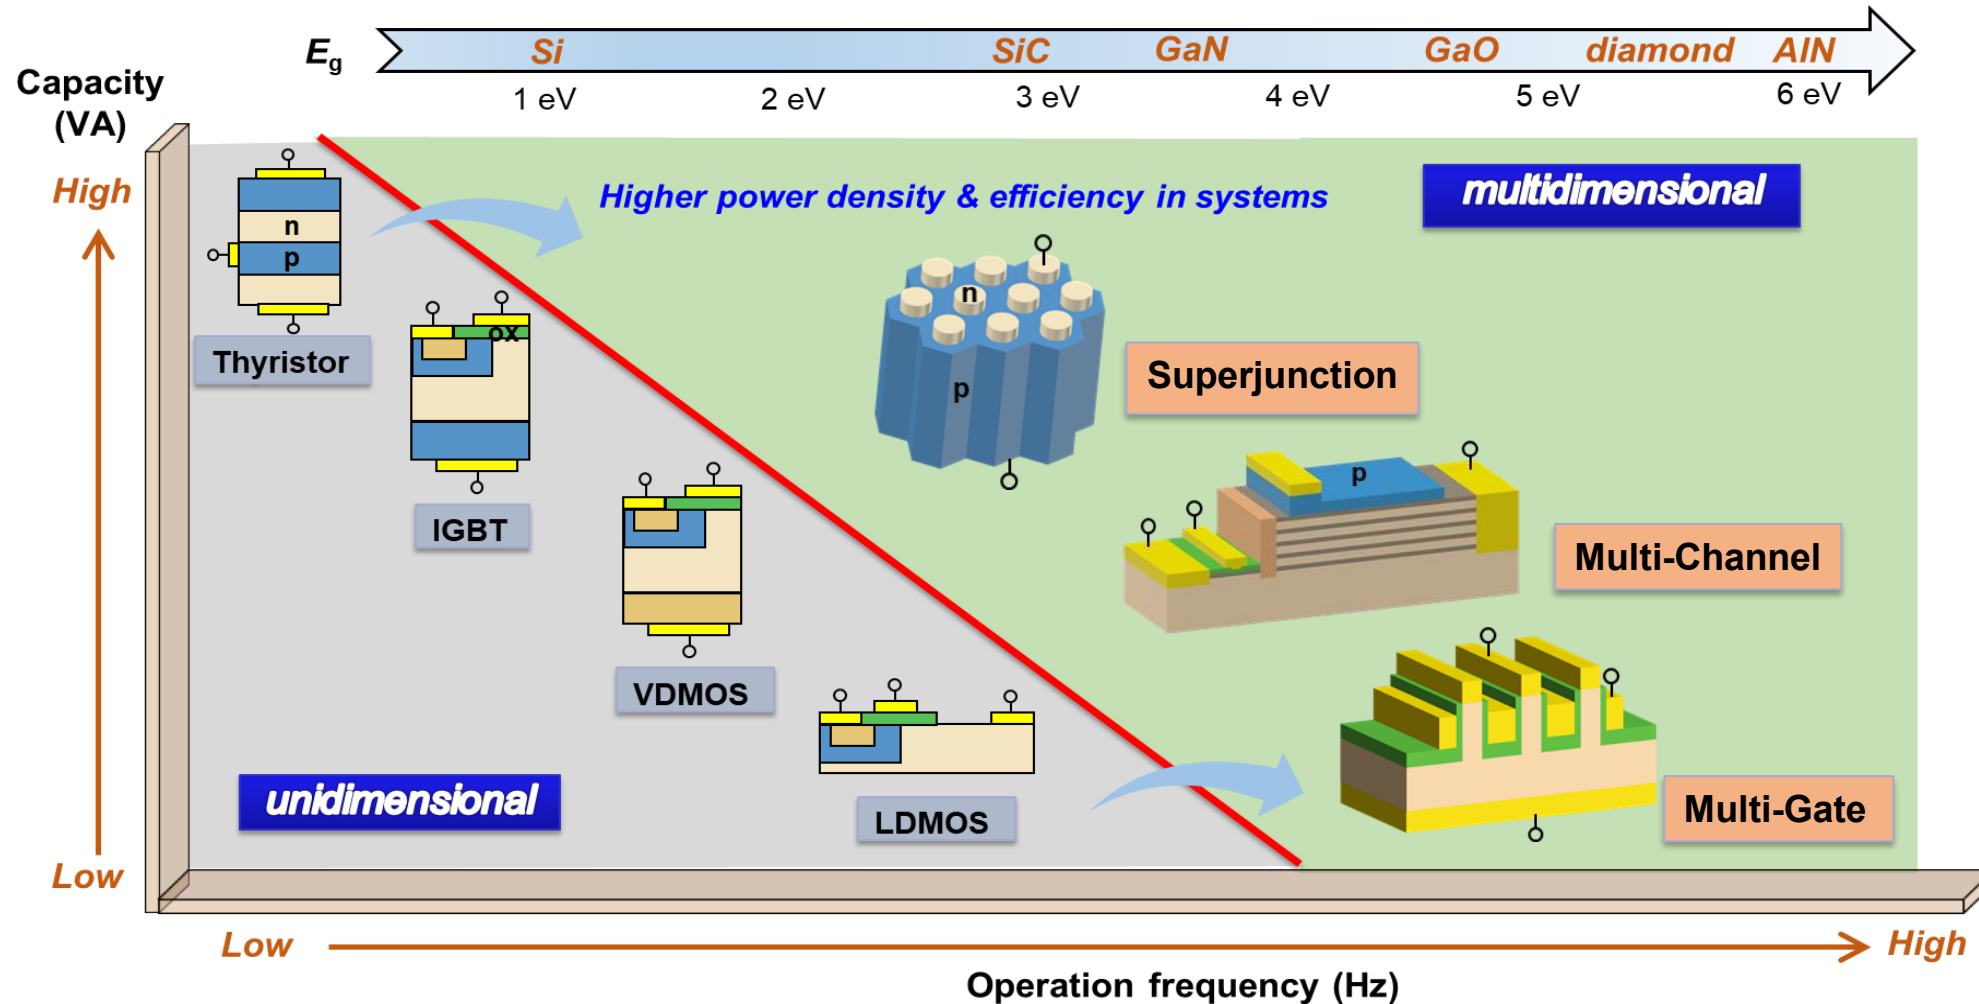 Eg
Si
SiC
GaN
GaO
diamond
AlN
1 eV
2 eV
3 eV
4 eV
5 eV
6 eV
Capacity
(VA)
High
Low
n
p
Thyristor
Higher power density & efficiency in systems
multidimensional
ox
IGBT
n
p
Superjunction
VDMOS
p
Multi-Channel
LDMOS
Multi-Gate
unidimensional
Low
High
Operation frequency (Hz)